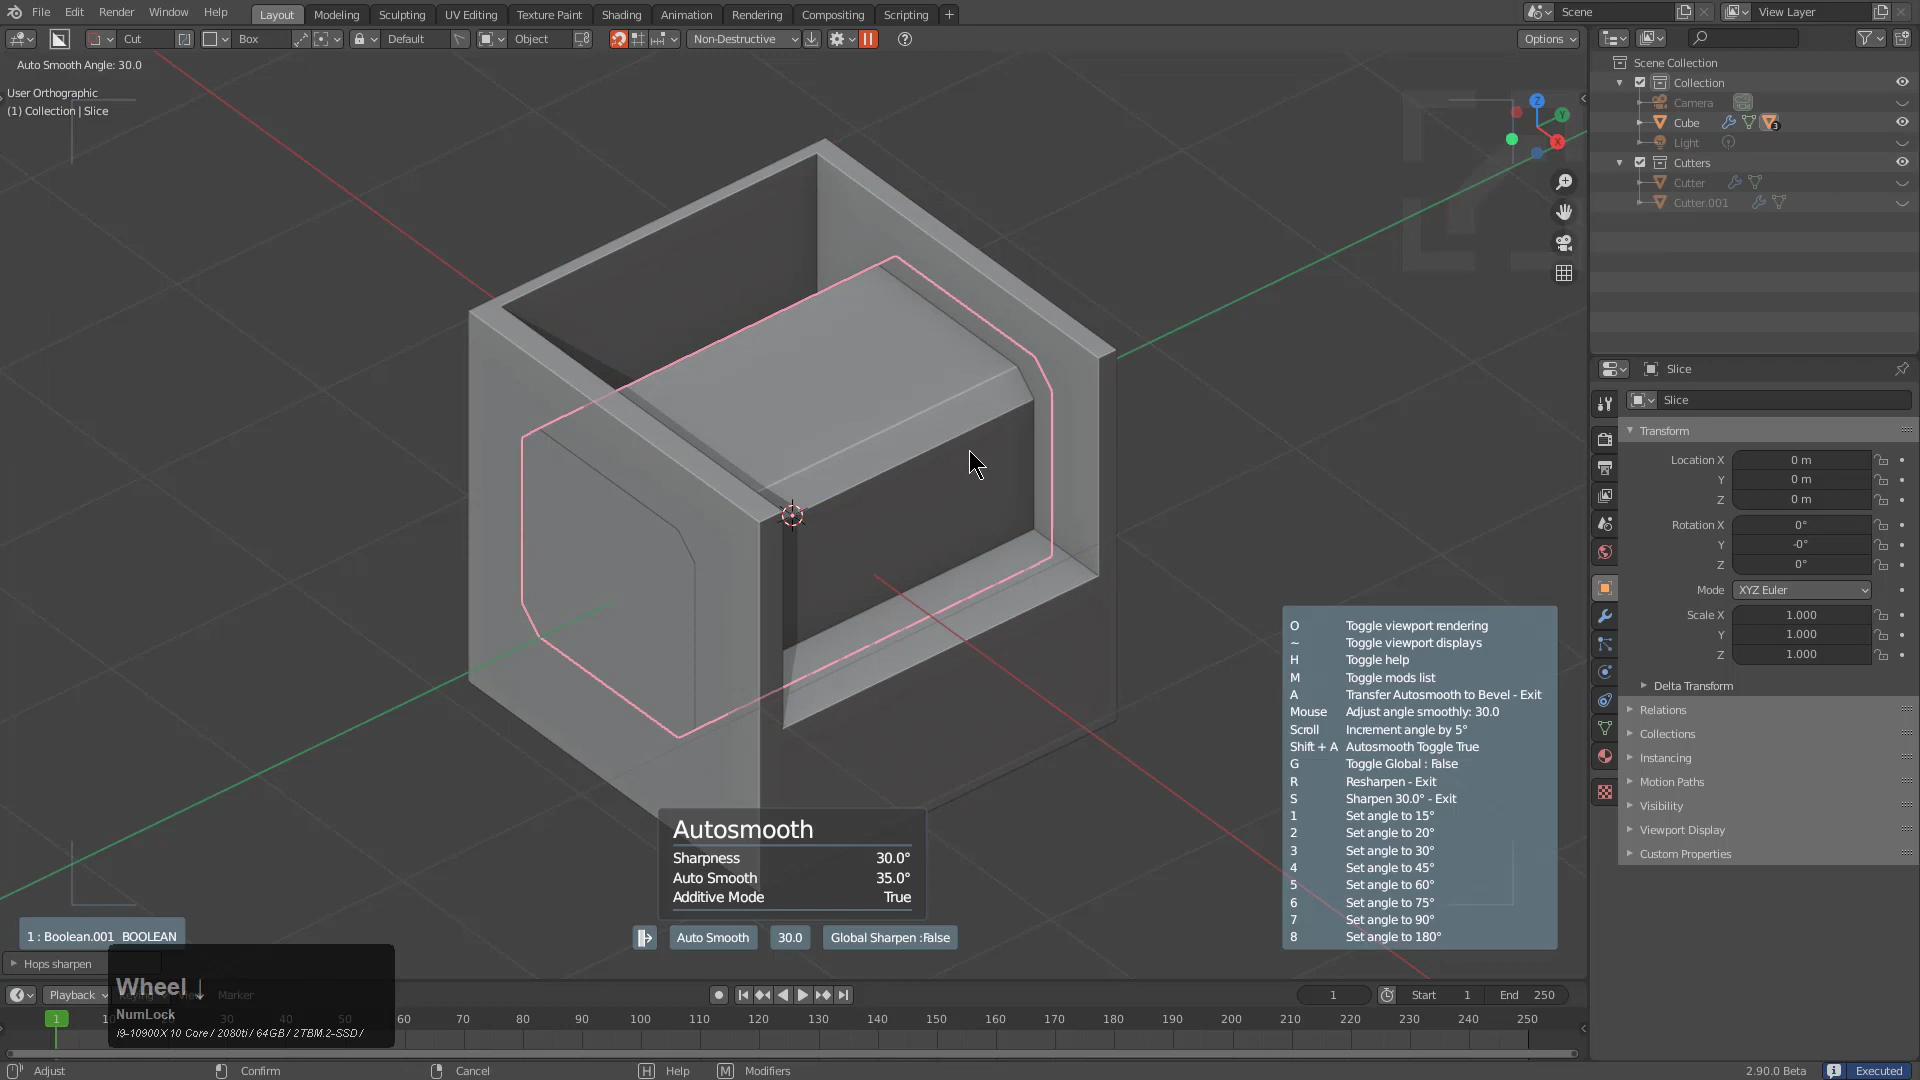 File Edit Render Window Help Layout Modeling Sculpting UV Editing Texture Paint Shading Animation Rendering Compositing Scripting + Scene View Layer
Cut Box Default Object Non-Destructive Options
Auto Smooth Angle: 30.0
User Orthographic
(1) Collection | Slice
Z
Y
X
Scene Collection
Collection
Camera
Cube 3
Light
Cutters
Cutter
Cutter.001
Slice
Slice
Transform
Location X 0 m
Y 0 m
Z 0 m
Rotation X 0°
Y -0°
Z 0°
Mode XYZ Euler
Scale X 1.000
Y 1.000
Z 1.000
Delta Transform
Relations
Collections
Instancing
Motion Paths
Visibility
Viewport Display
Custom Properties
O Toggle viewport rendering
~ Toggle viewport displays
H Toggle help
M Toggle mods list
A Transfer Autosmooth to Bevel - Exit
Mouse Adjust angle smoothly: 30.0
Scroll Increment angle by 5°
Shift + A Autosmooth Toggle True
G Toggle Global : False
R Resharpen - Exit
S Sharpen 30.0° - Exit
1 Set angle to 15°
2 Set angle to 20°
3 Set angle to 30°
4 Set angle to 45°
5 Set angle to 60°
6 Set angle to 75°
7 Set angle to 90°
8 Set angle to 180°
Autosmooth
Sharpness 30.0°
Auto Smooth 35.0°
Additive Mode True
Auto Smooth 30.0 Global Sharpen :False
1 : Boolean.001 BOOLEAN
Hops sharpen
Wheel ↓
NumLock
i9-10900X 10 Core / 2080ti / 64GB / 2TBM.2-SSD /
Playback Keying View Marker 1 Start 1 End 250
1 10 30 40 50 60 70 80 90 100 110 120 130 140 150 160 170 180 190 200 210 220 230 240 250
Adjust Confirm Cancel H Help M Modifiers 2.90.0 Beta Executed